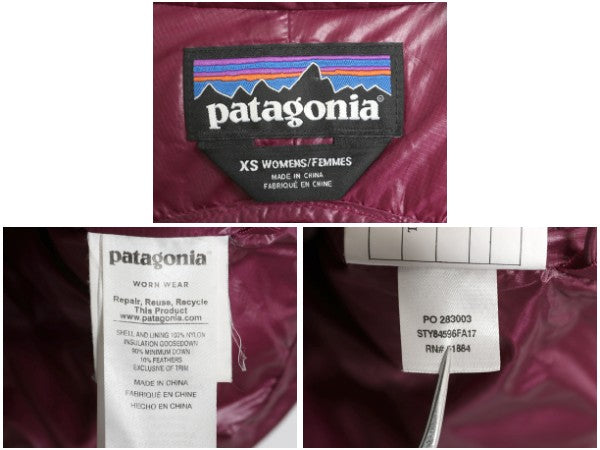 patagonia®
XS WOMENS/FEMMES
MADE IN CHINA
FABRIQUÉ EN CHINE
patagonia
WORN WEAR
Repair, Reuse, Recycle
This Product
www.patagonia.com
SHELL AND LINING 100% NYLON
INSULATION GOOSEDOWN
90% MINIMUM DOWN
10% FEATHERS
EXCLUSIVE OF TRIM
MADE IN CHINA
FABRIQUÉ EN CHINE
HECHO EN CHINA
PO 283003
STY84596FA17
RN#